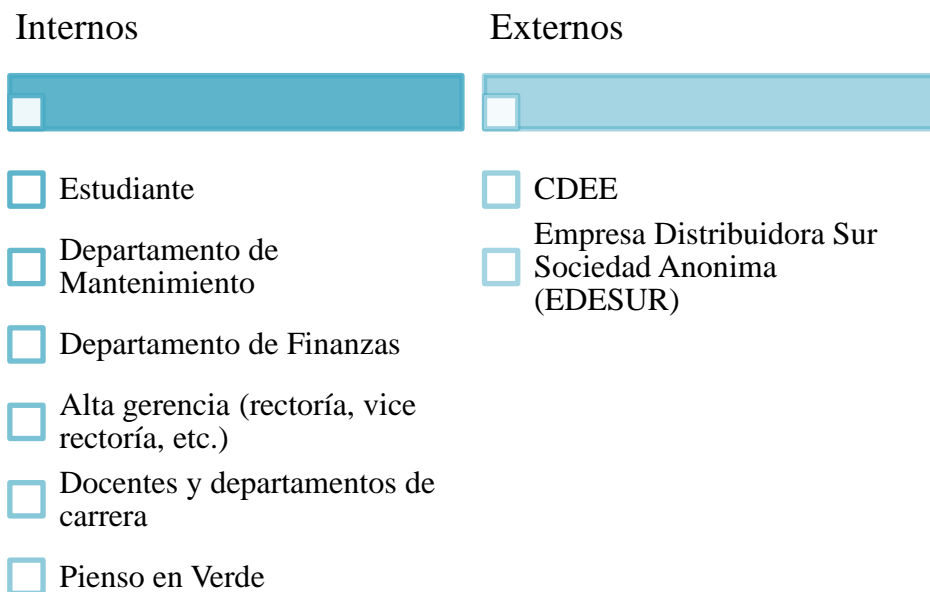 Internos
Estudiante
Departamento de
Mantenimiento
Departamento de Finanzas
Alta gerencia (rectoría, vice
rectoría, etc.)
Docentes y departamentos de
carrera
Pienso en Verde
Externos
CDEE
Empresa Distribuidora Sur
Sociedad Anonima
(EDESUR)